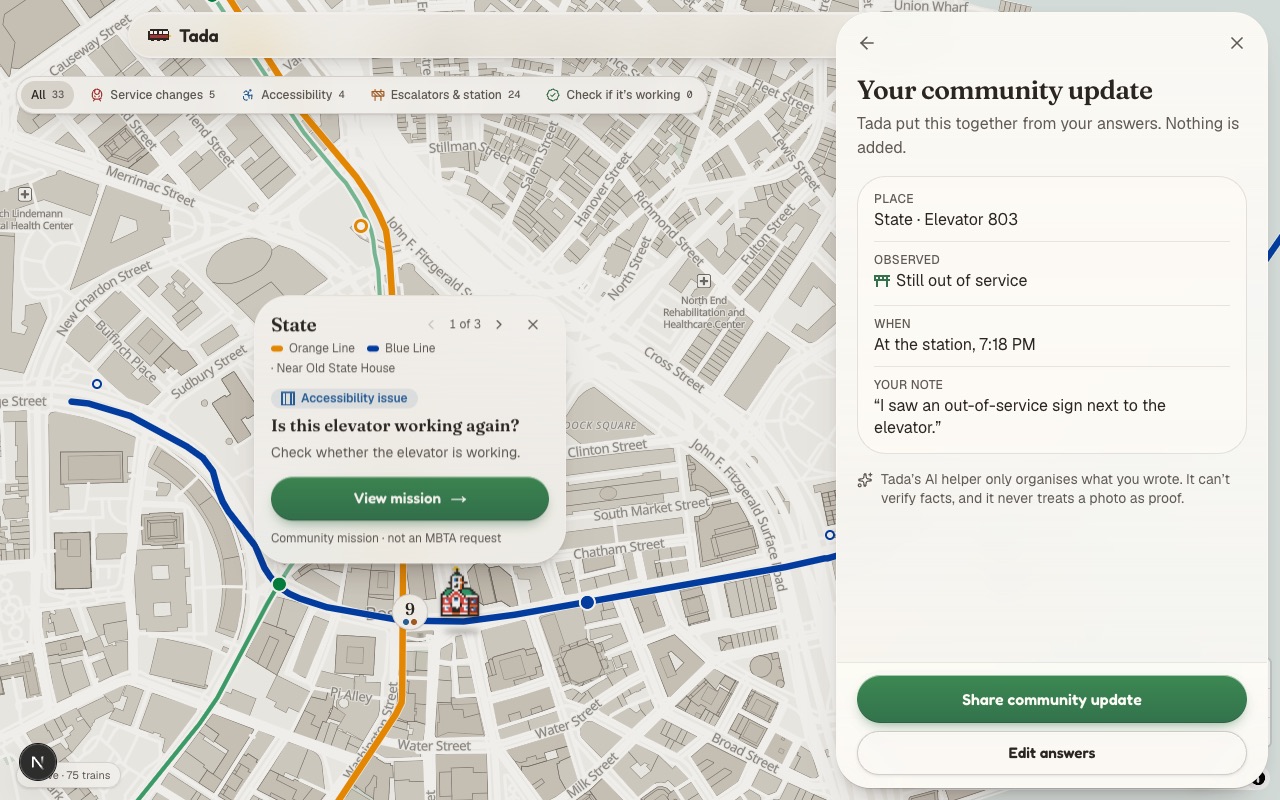 Union Wharf
Causeway Street
Tada
All 33
Service changes 5
Accessibility 4
Escalators & station 24
Check if it's working 0
Fleet Street
Lewis Street
Stillman Street
Salem Street
Hanover Street
Richmond Street
Fulton Street
North Street
Merrimac Street
Lindemann
al Health Center
John F. Fitzgerald S
New Chardon Street
Bulfinch Place
Sudbury Street
North End
Rehabilitation and
Healthcare Center
Cross Street
ge Street
State
1 of 3
Orange Line
Blue Line
· Near Old State House
Accessibility issue
Is this elevator working again?
Check whether the elevator is working.
View mission →
Community mission · not an MBTA request
DOCK SQUARE
Clinton Street
John F. Fitzgerald Surface Road
South Market Street
Chatham Street
9
Pi Alley
Washington Street
Water Street
Water Street
Milk Street
Broad Street
N
ve · 75 trains
Your community update
Tada put this together from your answers. Nothing is
added.
PLACE
State · Elevator 803
OBSERVED
Still out of service
WHEN
At the station, 7:18 PM
YOUR NOTE
“I saw an out-of-service sign next to the
elevator.”
Tada’s AI helper only organises what you wrote. It can’t
verify facts, and it never treats a photo as proof.
Share community update
Edit answers